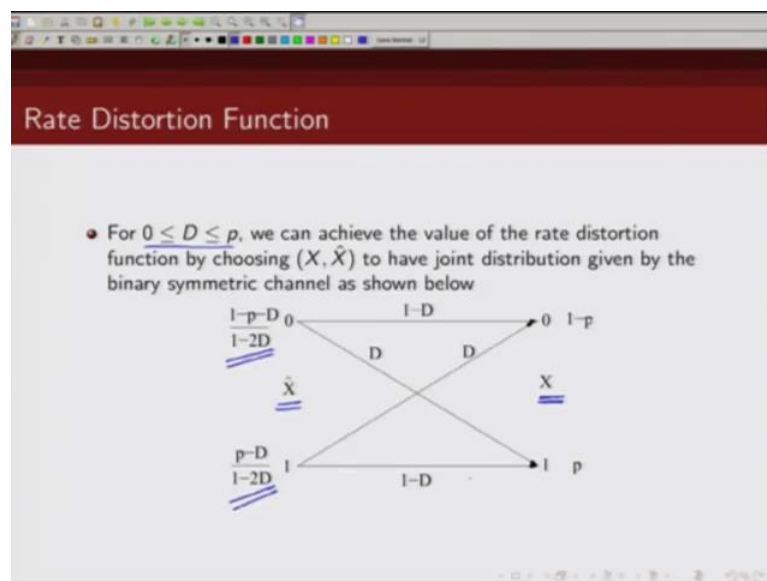 Rate Distortion Function
• For 0 ≤ D ≤ p, we can achieve the value of the rate distortion
function by choosing (X, X̂) to have joint distribution given by the
binary symmetric channel as shown below
1-p-D
1-2D
0
1-D
0 1-p
D
D
X̂
X
p-D
1-2D
1
1-D
1 p